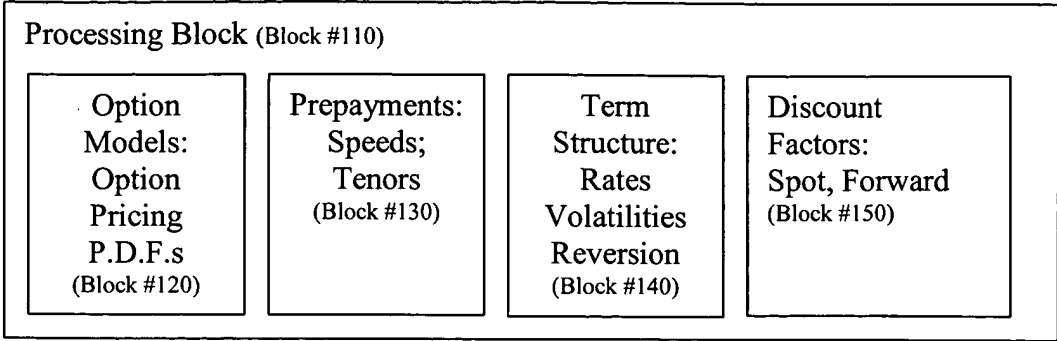 Processing Block (Block #110)
Option
Models:
Option
Pricing
P.D.F.s
(Block #120)
Prepayments:
Speeds;
Tenors
(Block #130)
Term
Structure:
Rates
Volatilities
Reversion
(Block #140)
Discount
Factors:
Spot, Forward
(Block #150)